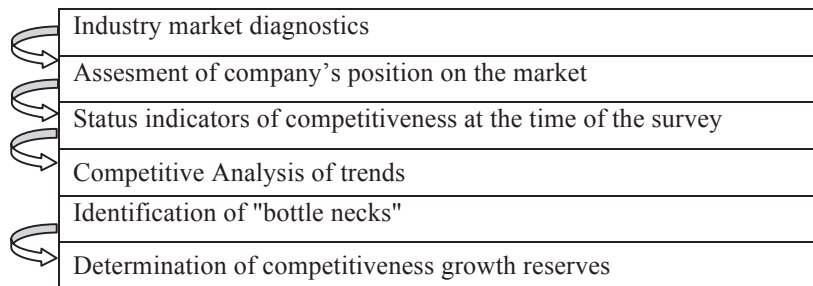 Industry market diagnostics
Assesment of company’s position on the market
Status indicators of competitiveness at the time of the survey
Competitive Analysis of trends
Identification of "bottle necks"
Determination of competitiveness growth reserves